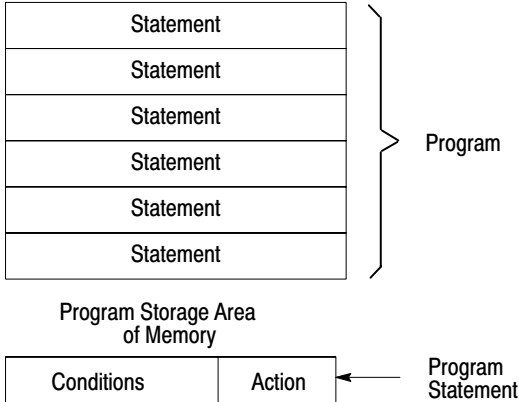 Statement
Statement
Statement
Statement
Statement
Statement
Program
Program Storage Area
of Memory
Conditions
Action
Program
Statement